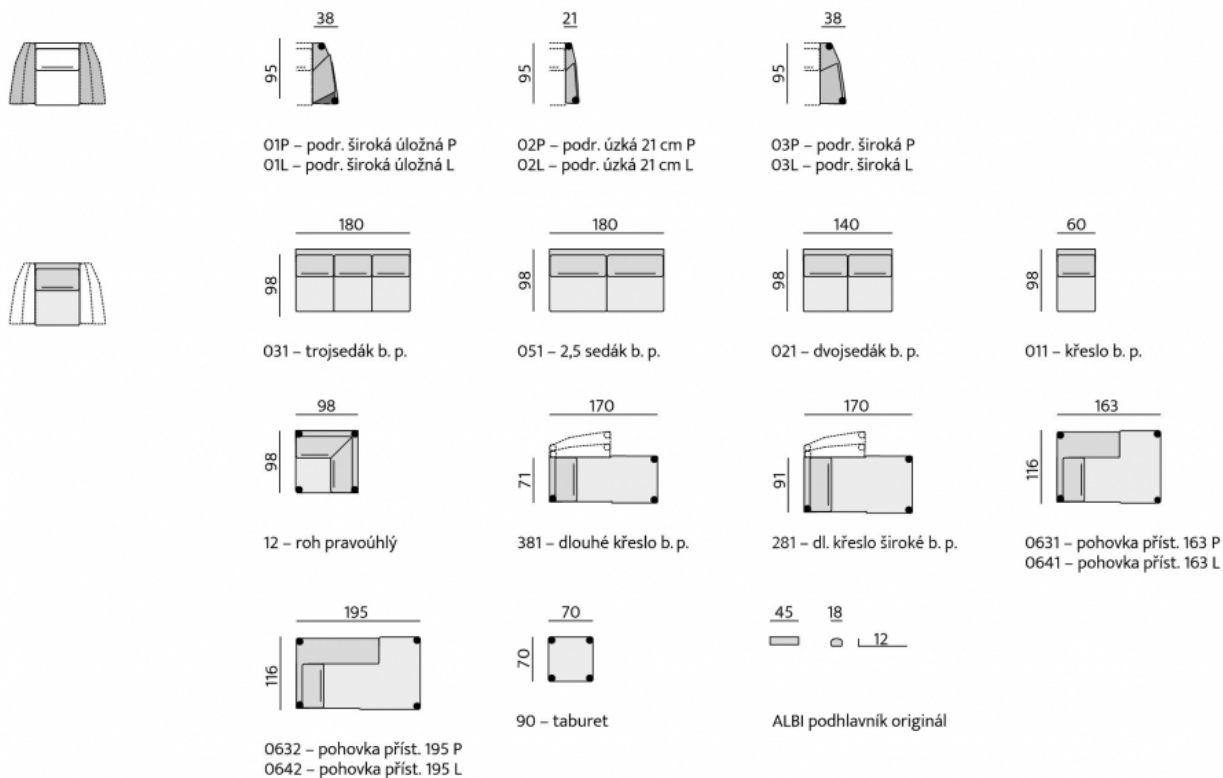 38
21
38
95
95
95
01P – podr. široká úložná P
01L – podr. široká úložná L
02P – podr. úzká 21 cm P
02L – podr. úzká 21 cm L
03P – podr. široká P
03L – podr. široká L
180
180
140
60
98
98
98
98
031 – trojsedák b. p.
051 – 2,5 sedák b. p.
021 – dvojsedák b. p.
011 – křeslo b. p.
98
170
170
163
98
71
91
116
12 – roh pravoúhlý
381 – dlouhé křeslo b. p.
281 – dl. křeslo široké b. p.
0631 – pohovka příst. 163 P
0641 – pohovka příst. 163 L
195
70
45
18
12
116
70
0632 – pohovka příst. 195 P
0642 – pohovka příst. 195 L
90 – taburet
ALBI podhlavník originál